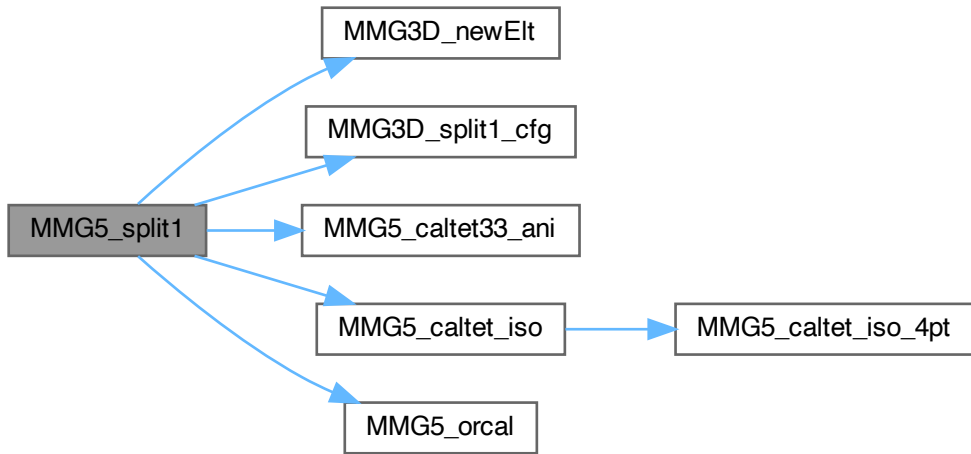 MMG3D_newElt
MMG3D_split1_cfg
MMG5_split1
MMG5_caltet33_ani
MMG5_caltet_iso
MMG5_caltet_iso_4pt
MMG5_orcal